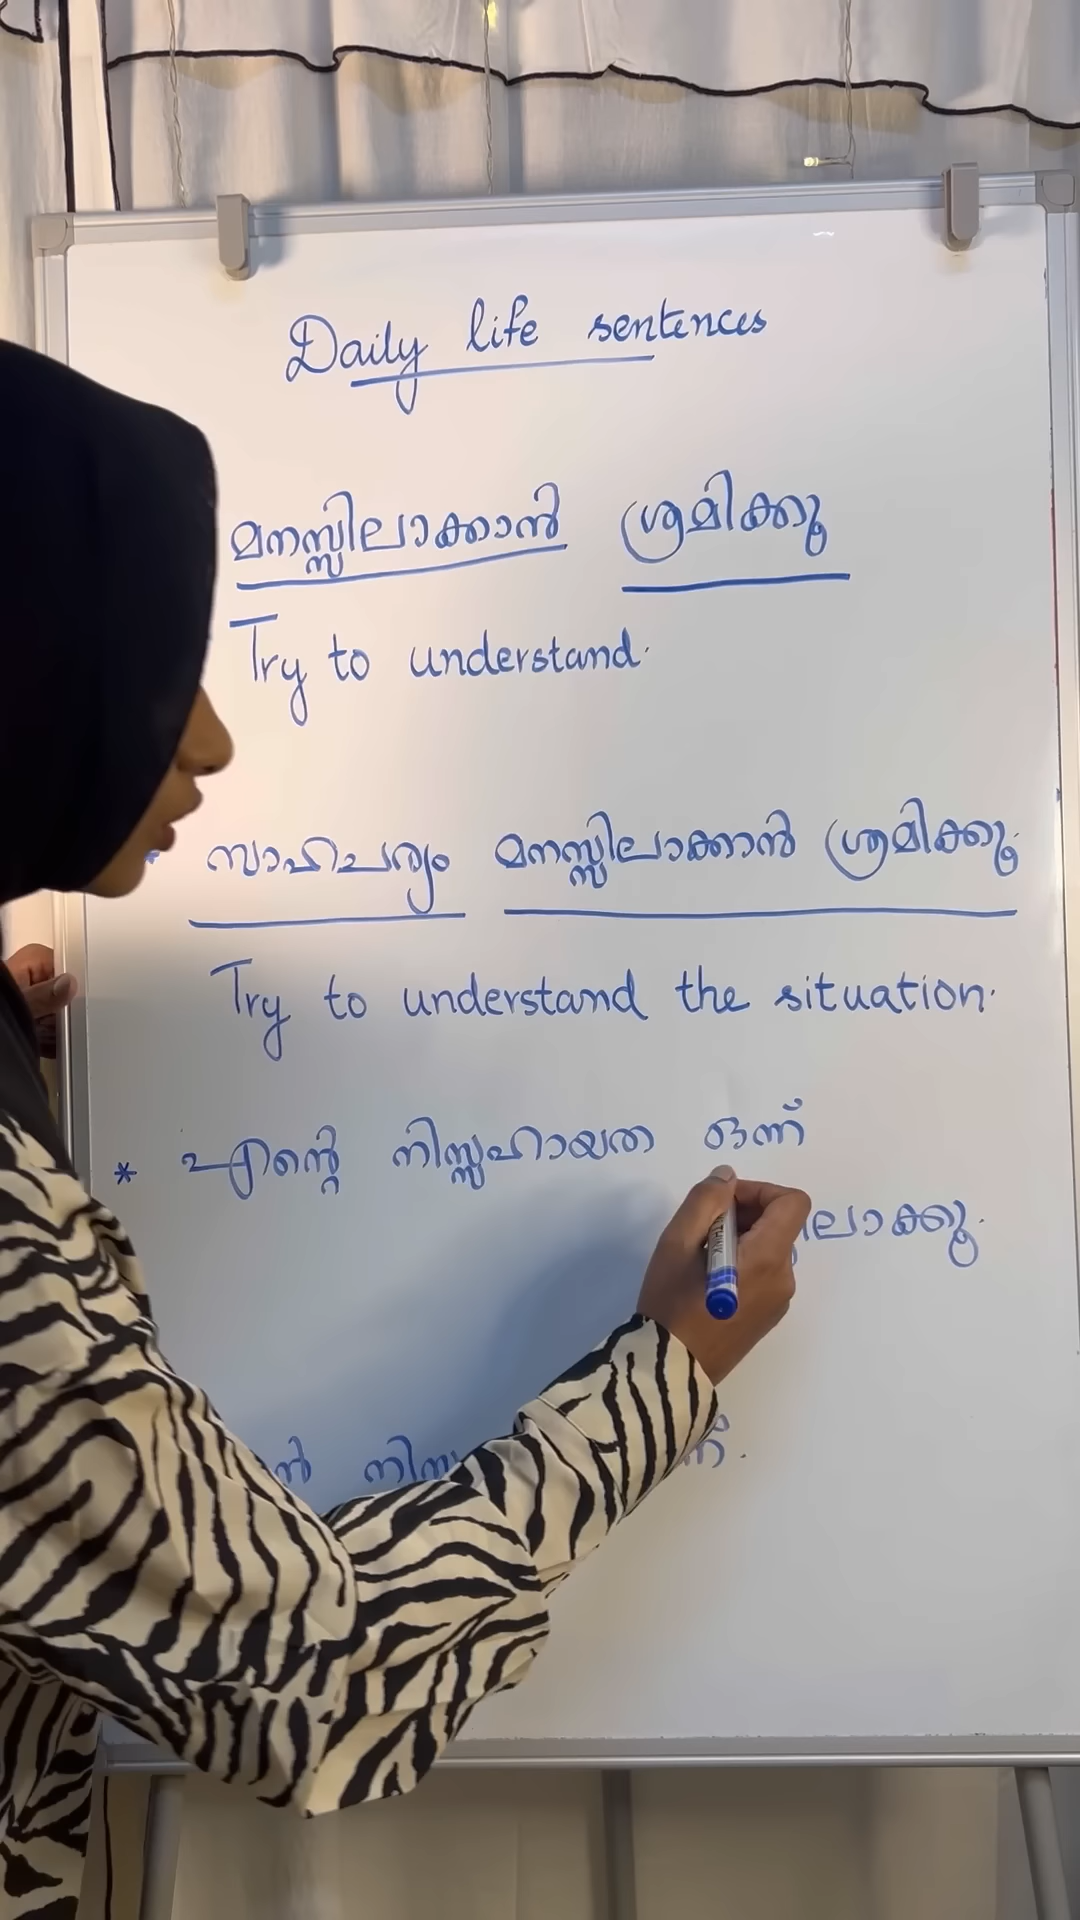 Daily life sentences
മനസ്സിലാക്കാൻ ശ്രമിക്കൂ
Try to understand.
സാഹചര്യം മനസ്സിലാക്കാൻ ശ്രമിക്കൂ.
Try to understand the situation.
* എന്റെ നിസ്സഹായത ഒന്ന്